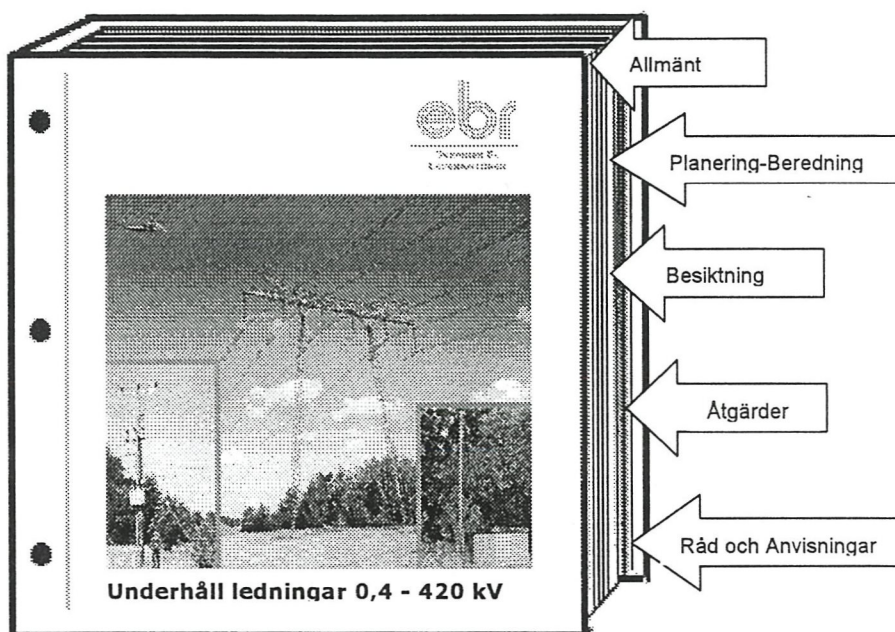 Allmänt
ebr
Planering-Beredning
Besiktning
Åtgärder
Råd och Anvisningar
Underhåll ledningar 0,4 - 420 kV